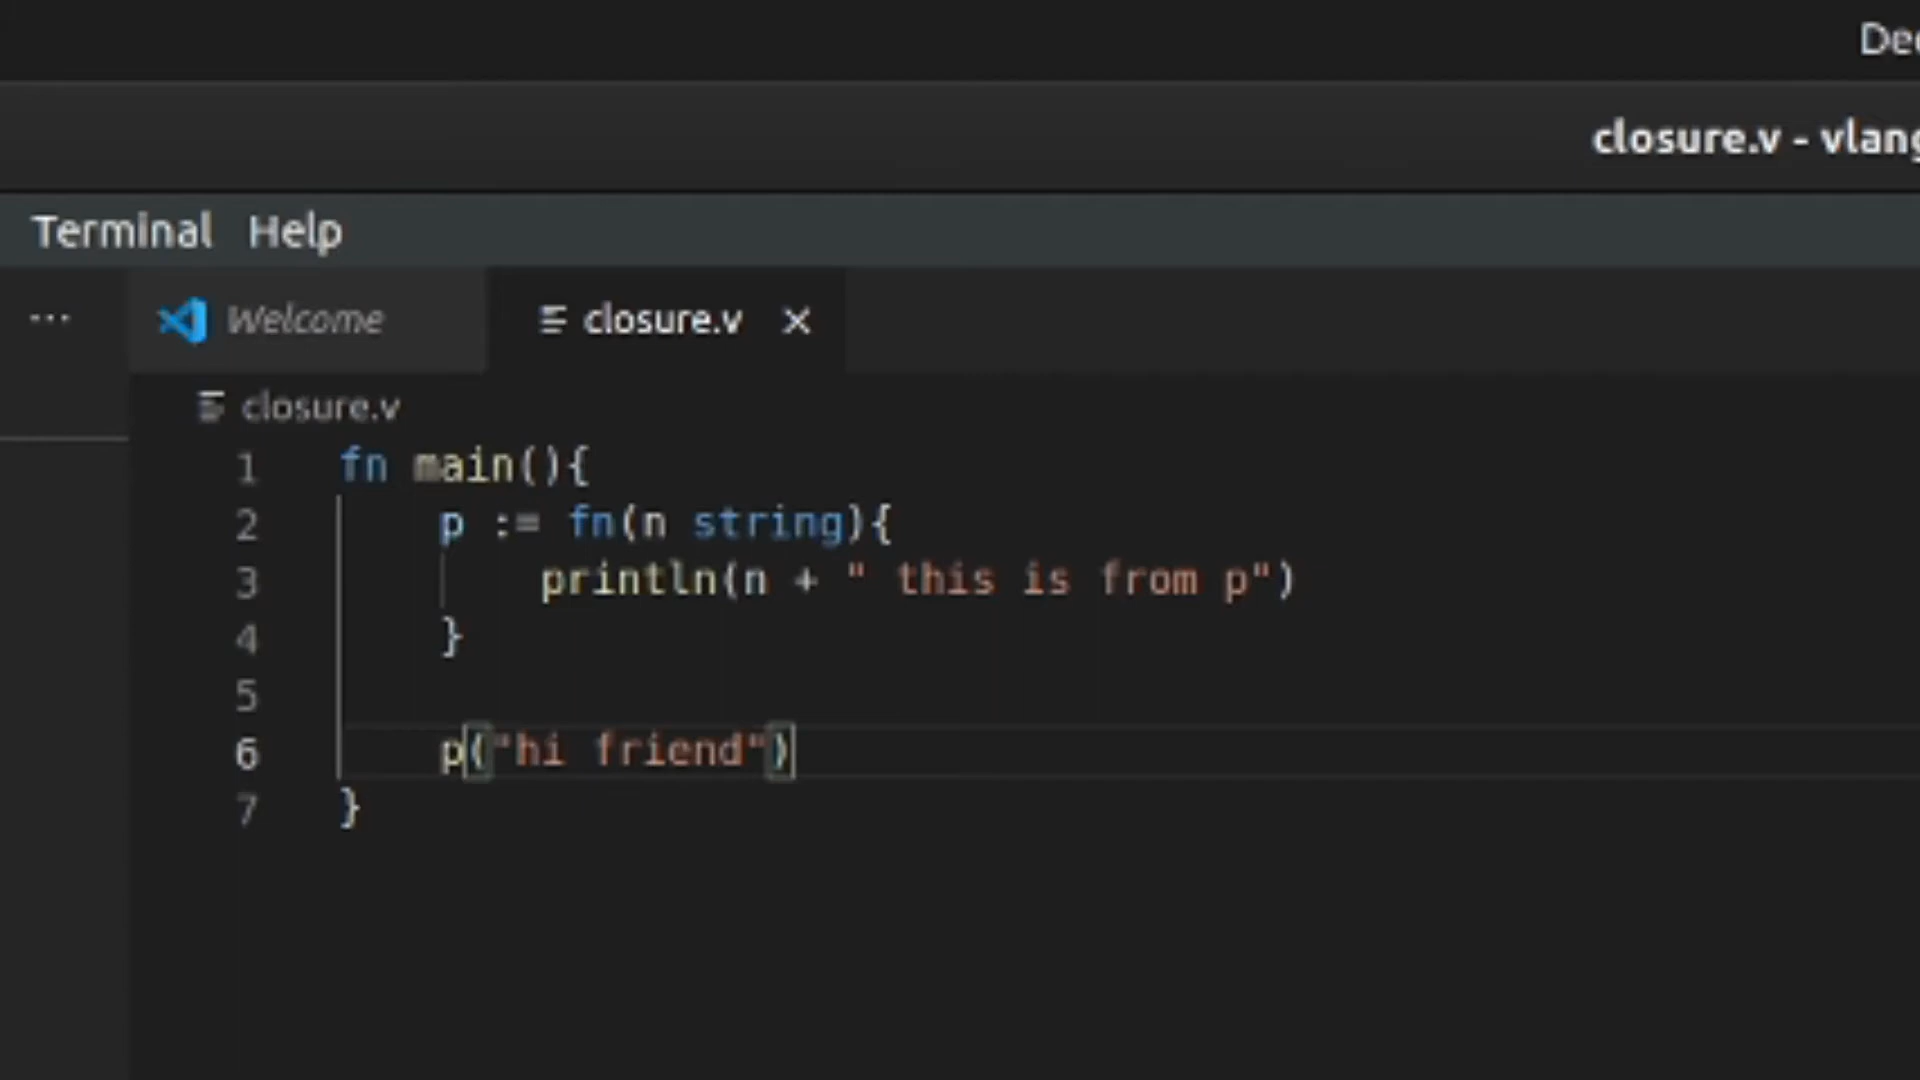 closure.v - vlang
Terminal Help
Welcome closure.v
closure.v
1 fn main(){
2 p := fn(n string){
3 println(n + " this is from p")
4 }
5
6 p("hi friend")
7 }